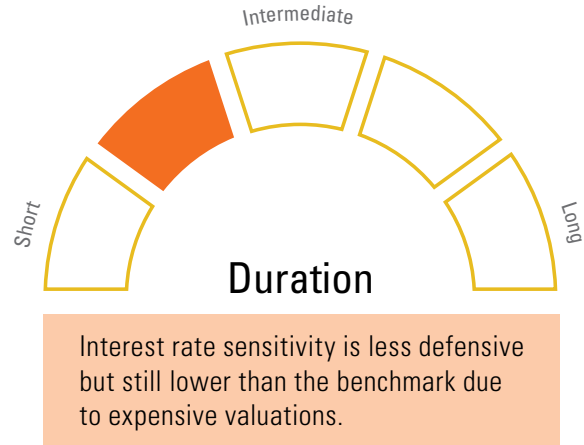 Intermediate
Short
Long
Duration
Interest rate sensitivity is less defensive
but still lower than the benchmark due
to expensive valuations.